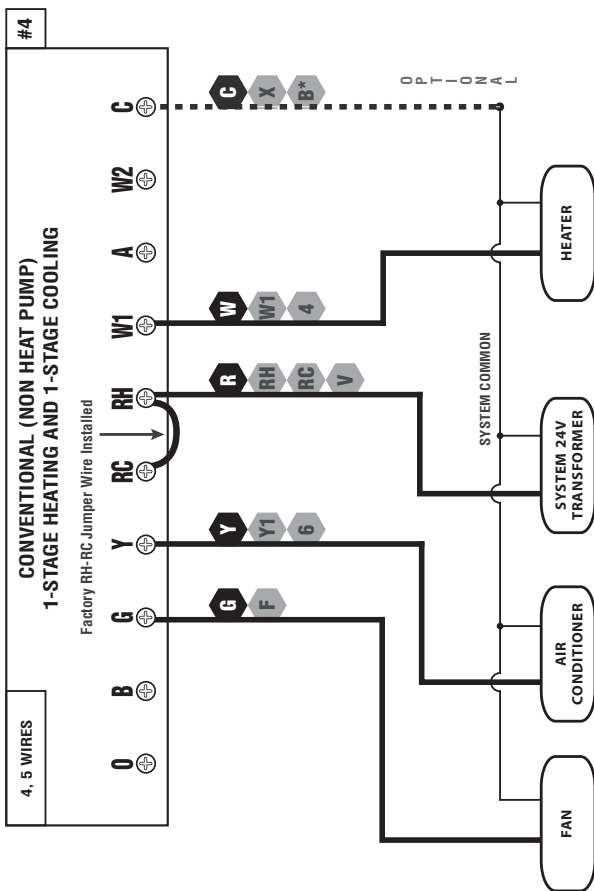 4, 5 WIRES
#4
CONVENTIONAL (NON HEAT PUMP)
1-STAGE HEATING AND 1-STAGE COOLING
Factory RH-RC Jumper Wire Installed
O B G Y RC RH W1 A W2 C
G Y R W C
F Y1 RH W1 X
6 RC 4 B*
V
OPTIONAL
SYSTEM COMMON
FAN
AIR
CONDITIONER
SYSTEM 24V
TRANSFORMER
HEATER